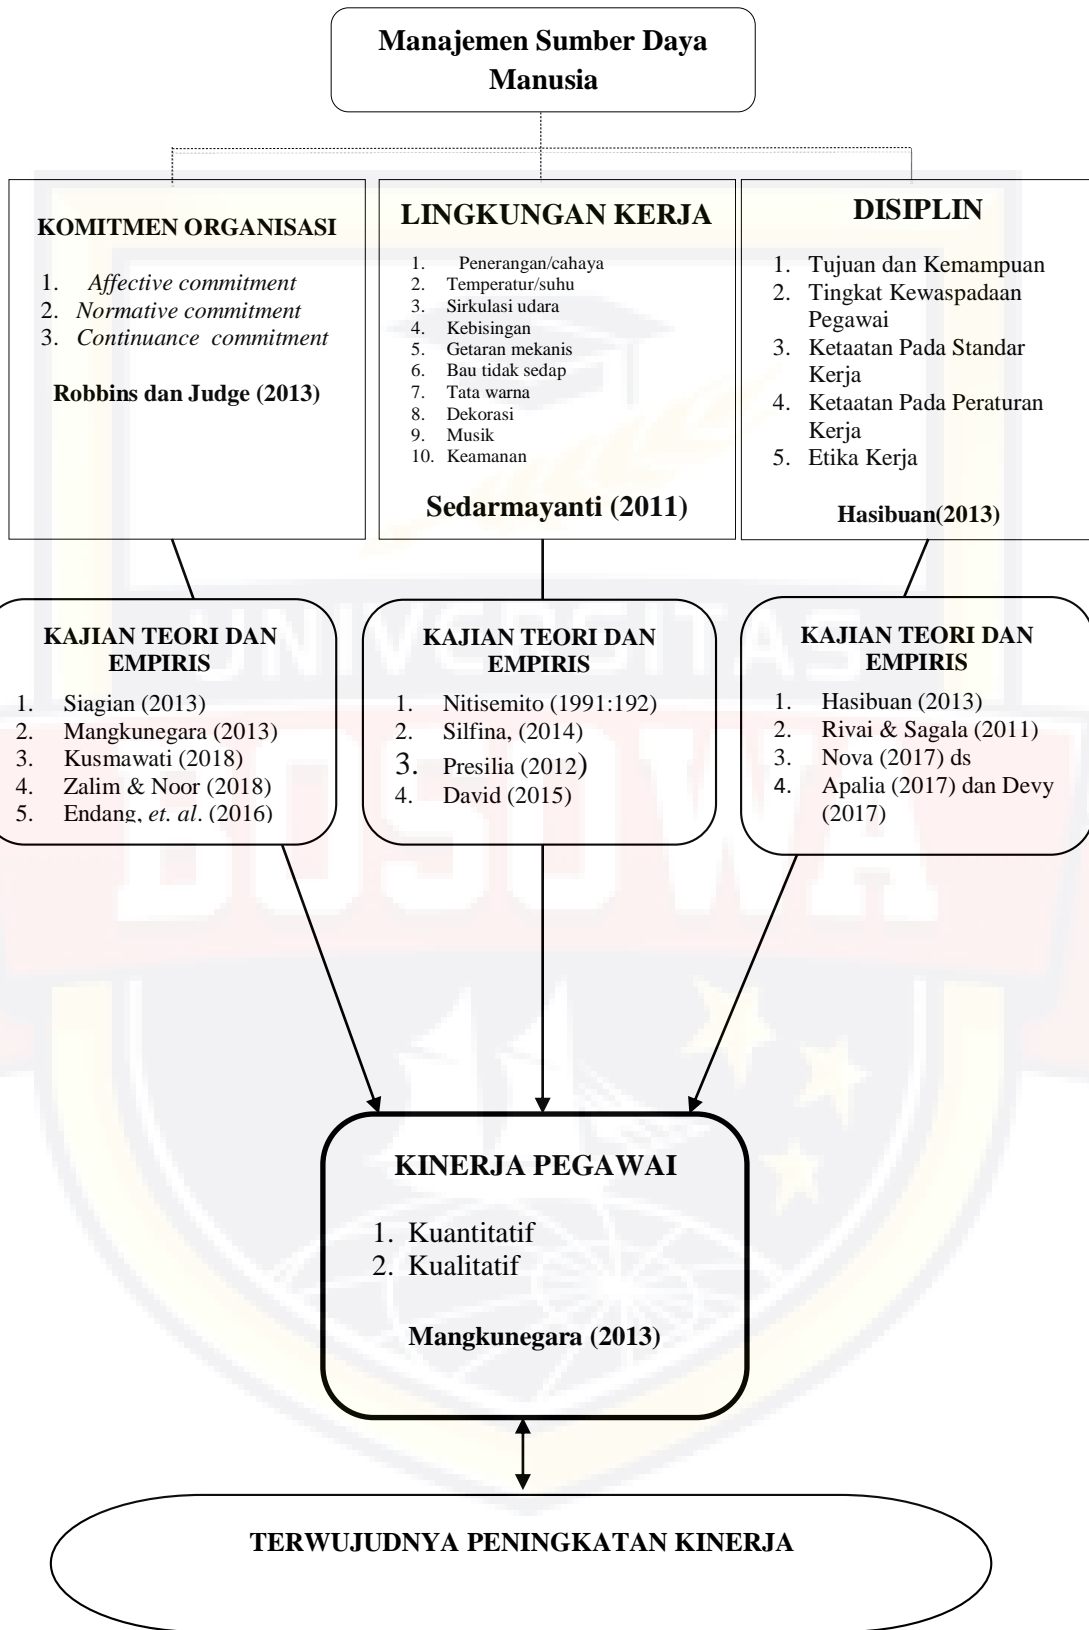 Manajemen Sumber Daya
Manusia
KOMITMEN ORGANISASI
1. Affective commitment
2. Normative commitment
3. Continuance commitment
Robbins dan Judge (2013)
LINGKUNGAN KERJA
1. Penerangan/cahaya
2. Temperatur/suhu
3. Sirkulasi udara
4. Kebisingan
5. Getaran mekanis
6. Bau tidak sedap
7. Tata warna
8. Dekorasi
9. Musik
10. Keamanan
Sedarmayanti (2011)
DISIPLIN
1. Tujuan dan Kemampuan
2. Tingkat Kewaspadaan
Pegawai
3. Ketaatan Pada Standar
Kerja
4. Ketaatan Pada Peraturan
Kerja
5. Etika Kerja
Hasibuan(2013)
KAJIAN TEORI DAN
EMPIRIS
1. Siagian (2013)
2. Mangkunegara (2013)
3. Kusmawati (2018)
4. Zalim & Noor (2018)
5. Endang, et. al. (2016)
KAJIAN TEORI DAN
EMPIRIS
1. Nitisemito (1991:192)
2. Silfina, (2014)
3. Presilia (2012)
4. David (2015)
KAJIAN TEORI DAN
EMPIRIS
1. Hasibuan (2013)
2. Rivai & Sagala (2011)
3. Nova (2017) ds
4. Apalia (2017) dan Devy
(2017)
UNIVERSITAS
BOSOWA
KINERJA PEGAWAI
1. Kuantitatif
2. Kualitatif
Mangkunegara (2013)
TERWUJUDNYA PENINGKATAN KINERJA